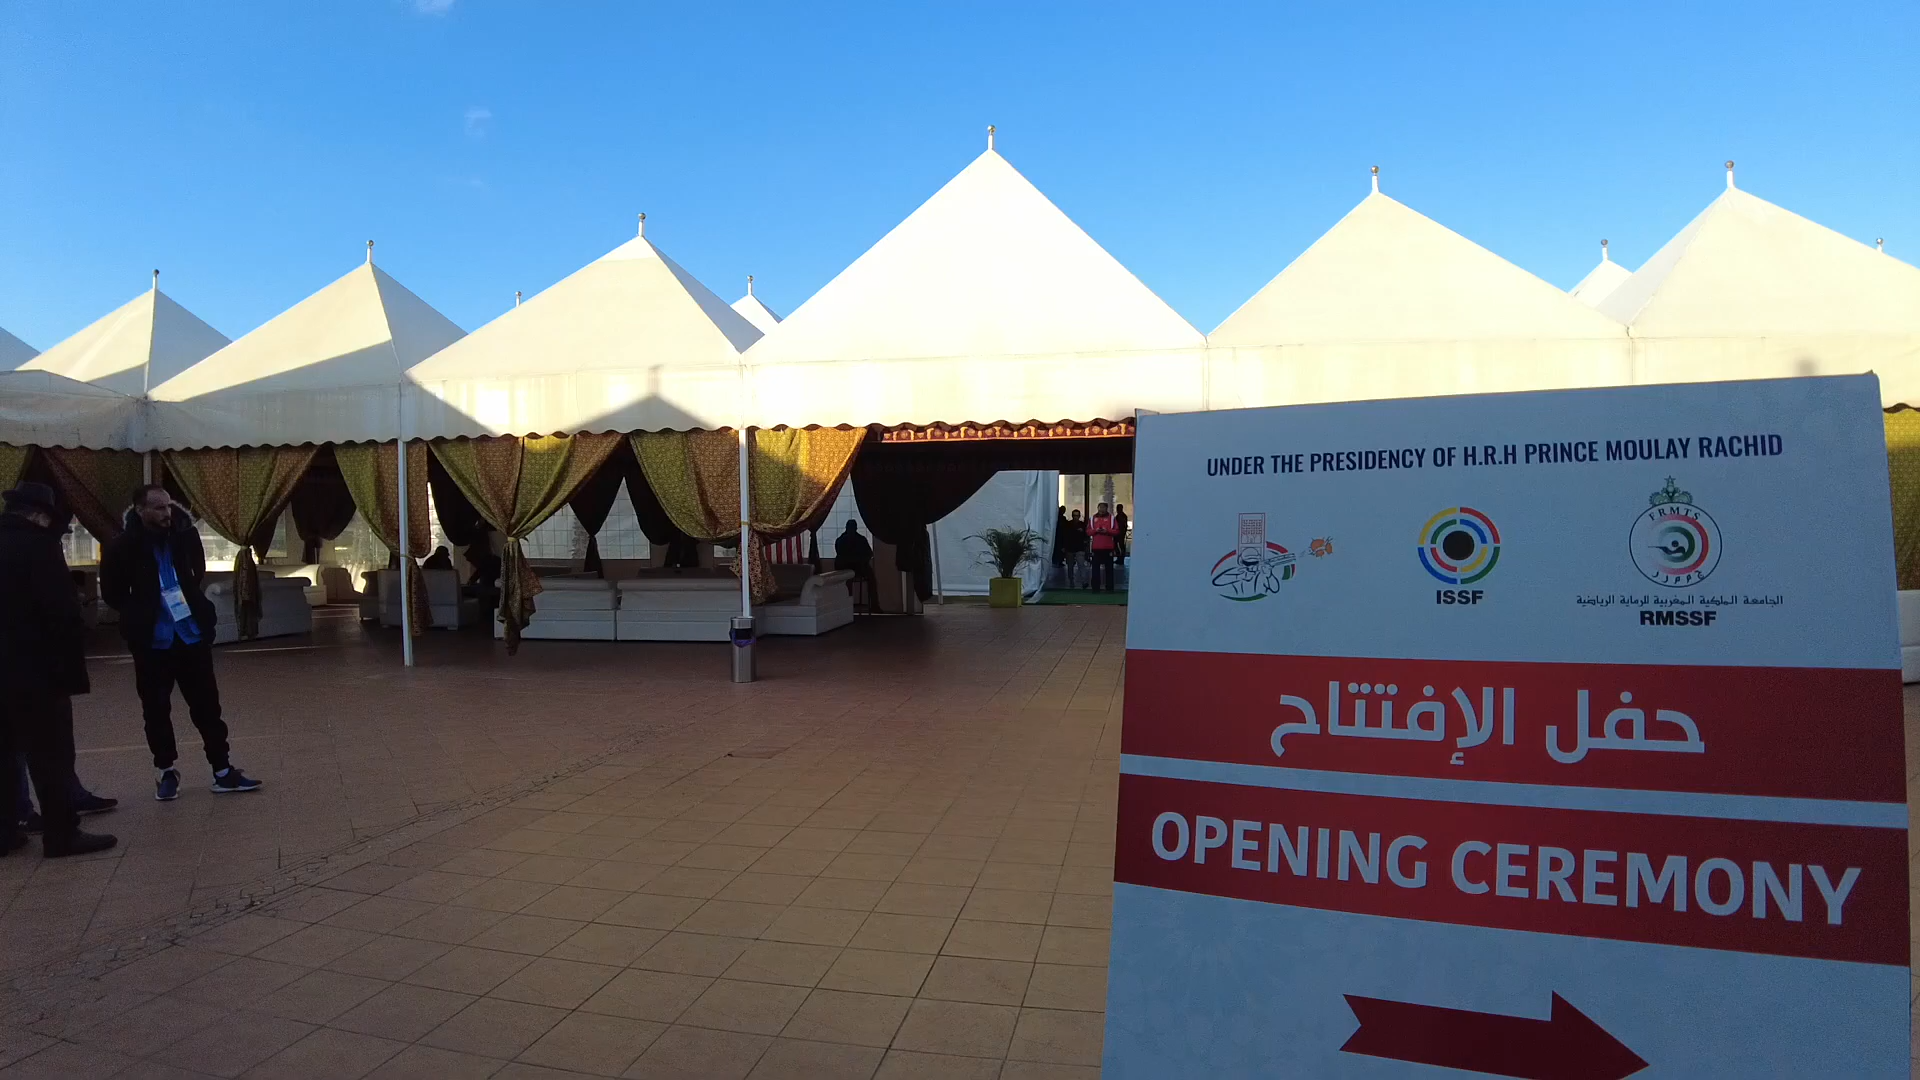 UNDER THE PRESIDENCY OF H.R.H PRINCE MOULAY RACHID
ISSF
FRMTS
ج م م ر ر
الجامعة الملكية المغربية للرماية الرياضية
RMSSF
حفل الإفتتاح
OPENING CEREMONY